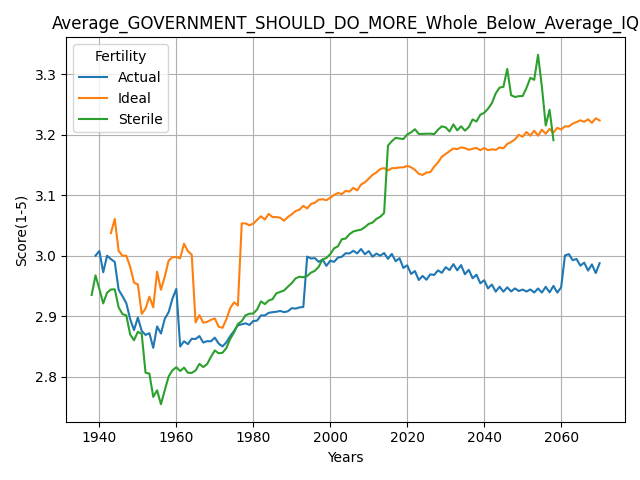 Average_GOVERNMENT_SHOULD_DO_MORE_Whole_Below_Average_IQ
Fertility
Actual
Ideal
Sterile
Score(1-5)
3.3
3.2
3.1
3.0
2.9
2.8
1940 1960 1980 2000 2020 2040 2060
Years